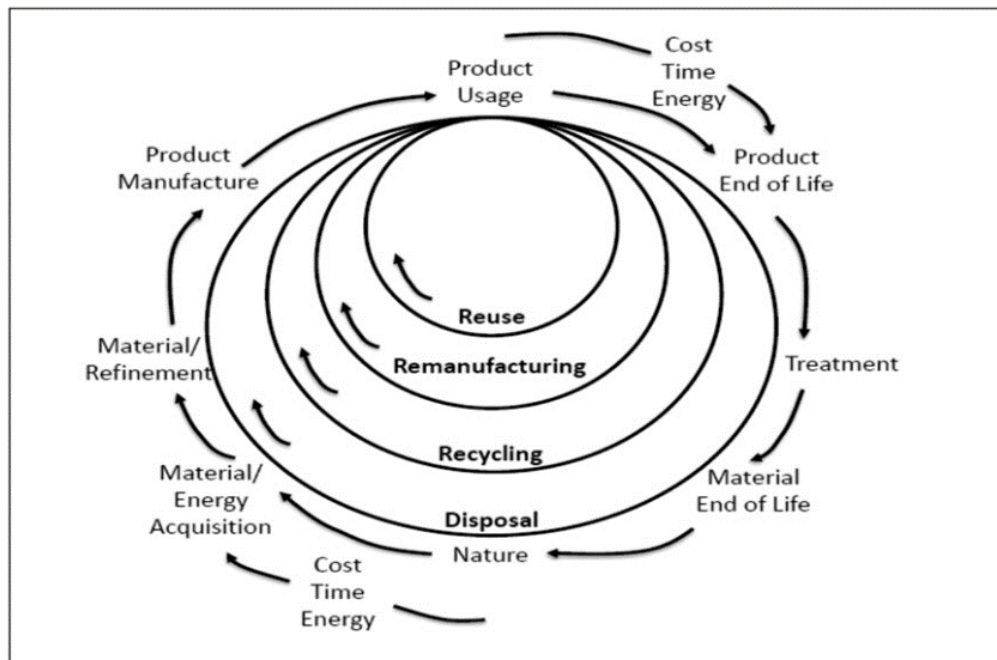 Cost
Time
Energy
Product
Usage
Product
End of Life
Product
Manufacture
Reuse
Material/
Refinement
Remanufacturing
Treatment
Recycling
Material/
Energy
Acquisition
Material
End of Life
Disposal
Nature
Cost
Time
Energy